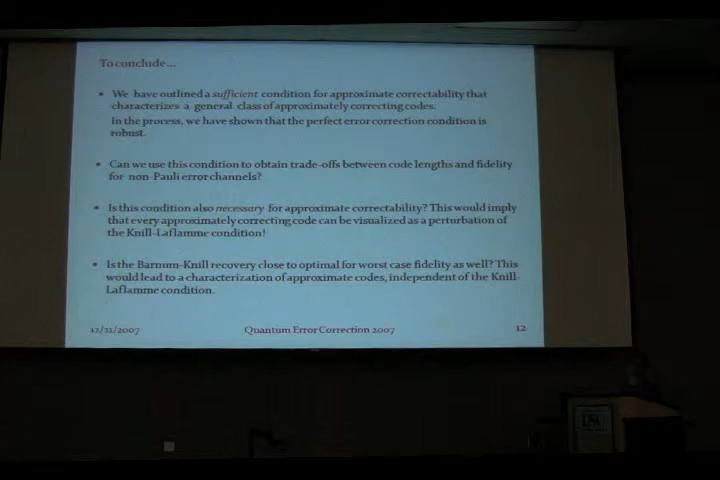 To conclude...
• We have outlined a sufficient condition for approximate correctability that
characterizes a general class of approximately correcting codes.
In the process, we have shown that the perfect error correction condition is
robust.
• Can we use this condition to obtain trade-offs between code lengths and fidelity
for non-Pauli error channels?
• Is this condition also necessary for approximate correctability? This would imply
that every approximately correcting code can be visualized as a perturbation of
the Knill-Laflamme condition!
• Is the Barnum-Knill recovery close to optimal for worst case fidelity as well? This
would lead to a characterization of approximate codes, independent of the Knill-
Laflamme condition.
12/21/2007 Quantum Error Correction 2007 12